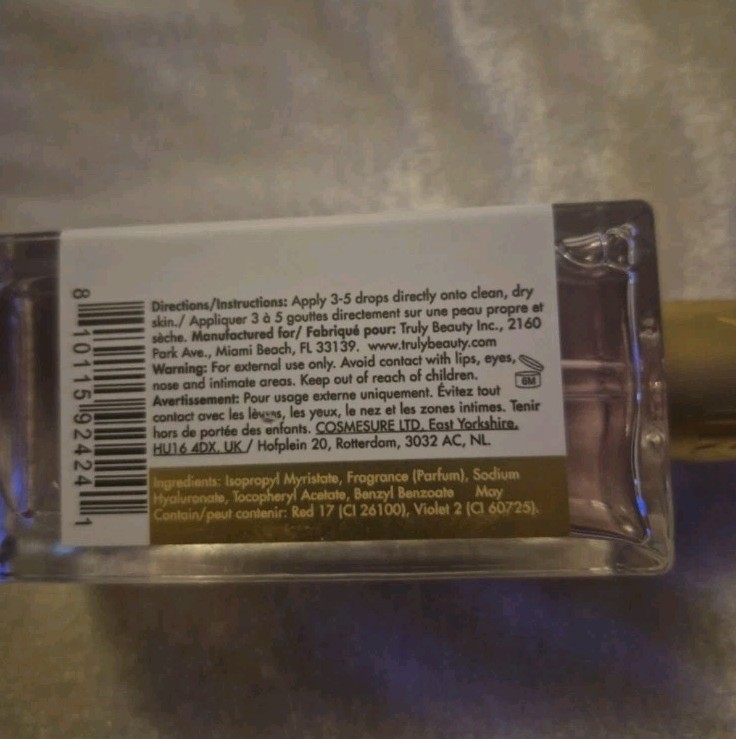 Directions/Instructions: Apply 3-5 drops directly onto clean, dry
skin./ Appliquer 3 à 5 gouttes directement sur une peau propre et
sèche. Manufactured for/ Fabriqué pour: Truly Beauty Inc., 2160
Park Ave., Miami Beach, FL 33139. www.trulybeauty.com
Warning: For external use only. Avoid contact with lips, eyes,
nose and intimate areas. Keep out of reach of children.
6M
Avertissement: Pour usage externe uniquement. Évitez tout
contact avec les lèvres, les yeux, le nez et les zones intimes. Tenir
hors de portée des enfants. COSMESURE LTD. East Yorkshire,
HU16 4DX. UK / Hofplein 20, Rotterdam, 3032 AC, NL.
Ingredients: Isopropyl Myristate, Fragrance (Parfum), Sodium
Hyaluronate, Tocopheryl Acetate, Benzyl Benzoate May
Contain/peut contenir: Red 17 (CI 26100), Violet 2 (CI 60725).
8 10115 92424 1